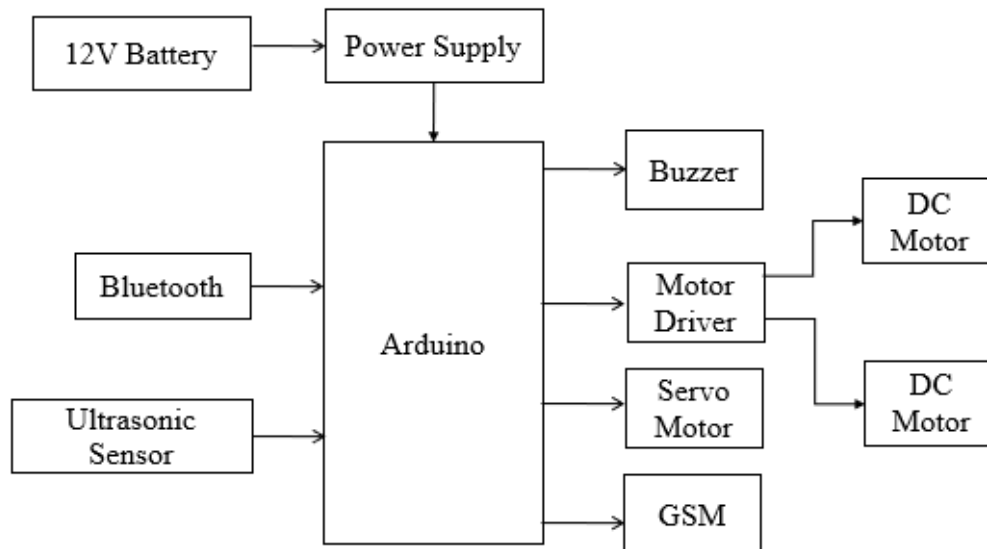 12V Battery
Power Supply
Buzzer
DC
Motor
Bluetooth
Motor
Driver
Arduino
Ultrasonic
Sensor
Servo
Motor
DC
Motor
GSM